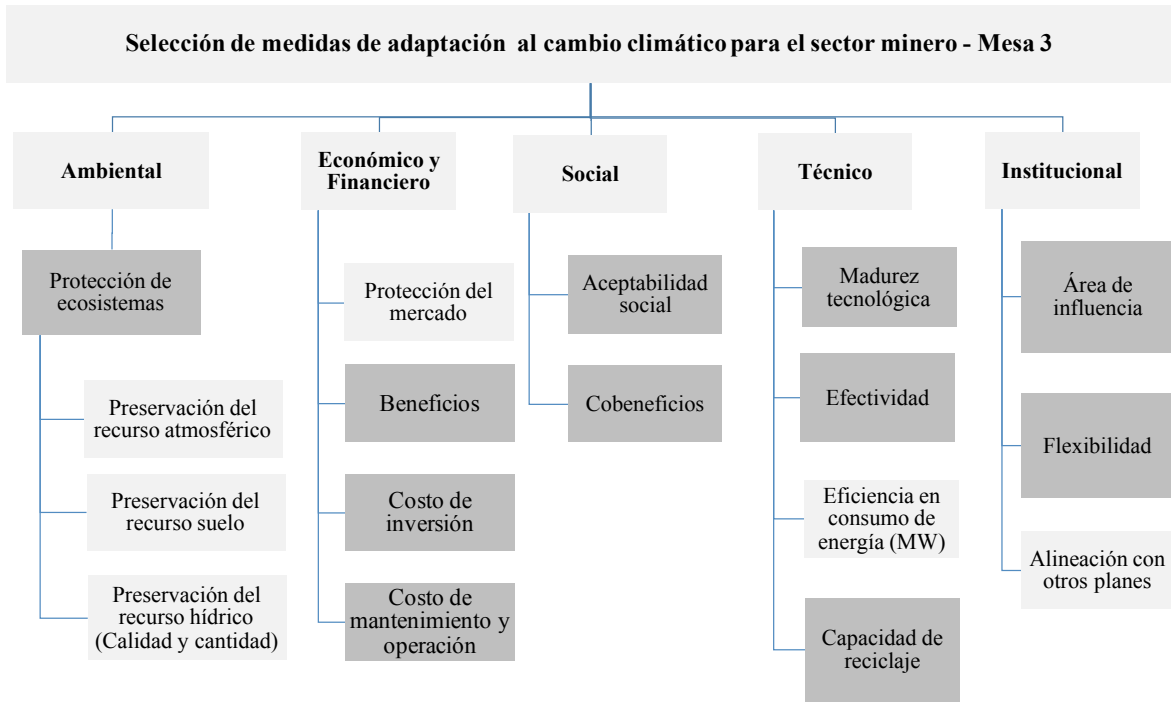 Selección de medidas de adaptación al cambio climático para el sector minero - Mesa 3
Ambiental
Protección de
ecosistemas
Preservación del
recurso atmosférico
Preservación del
recurso suelo
Preservación del
recurso hídrico
(Calidad y cantidad)
Económico y
Financiero
Protección del
mercado
Beneficios
Costo de
inversión
Costo de
mantenimiento y
operación
Social
Aceptabilidad
social
Cobeneficios
Técnico
Madurez
tecnológica
Efectividad
Eficiencia en
consumo de
energía (MW)
Capacidad de
reciclaje
Institucional
Área de
influencia
Flexibilidad
Alineación con
otros planes